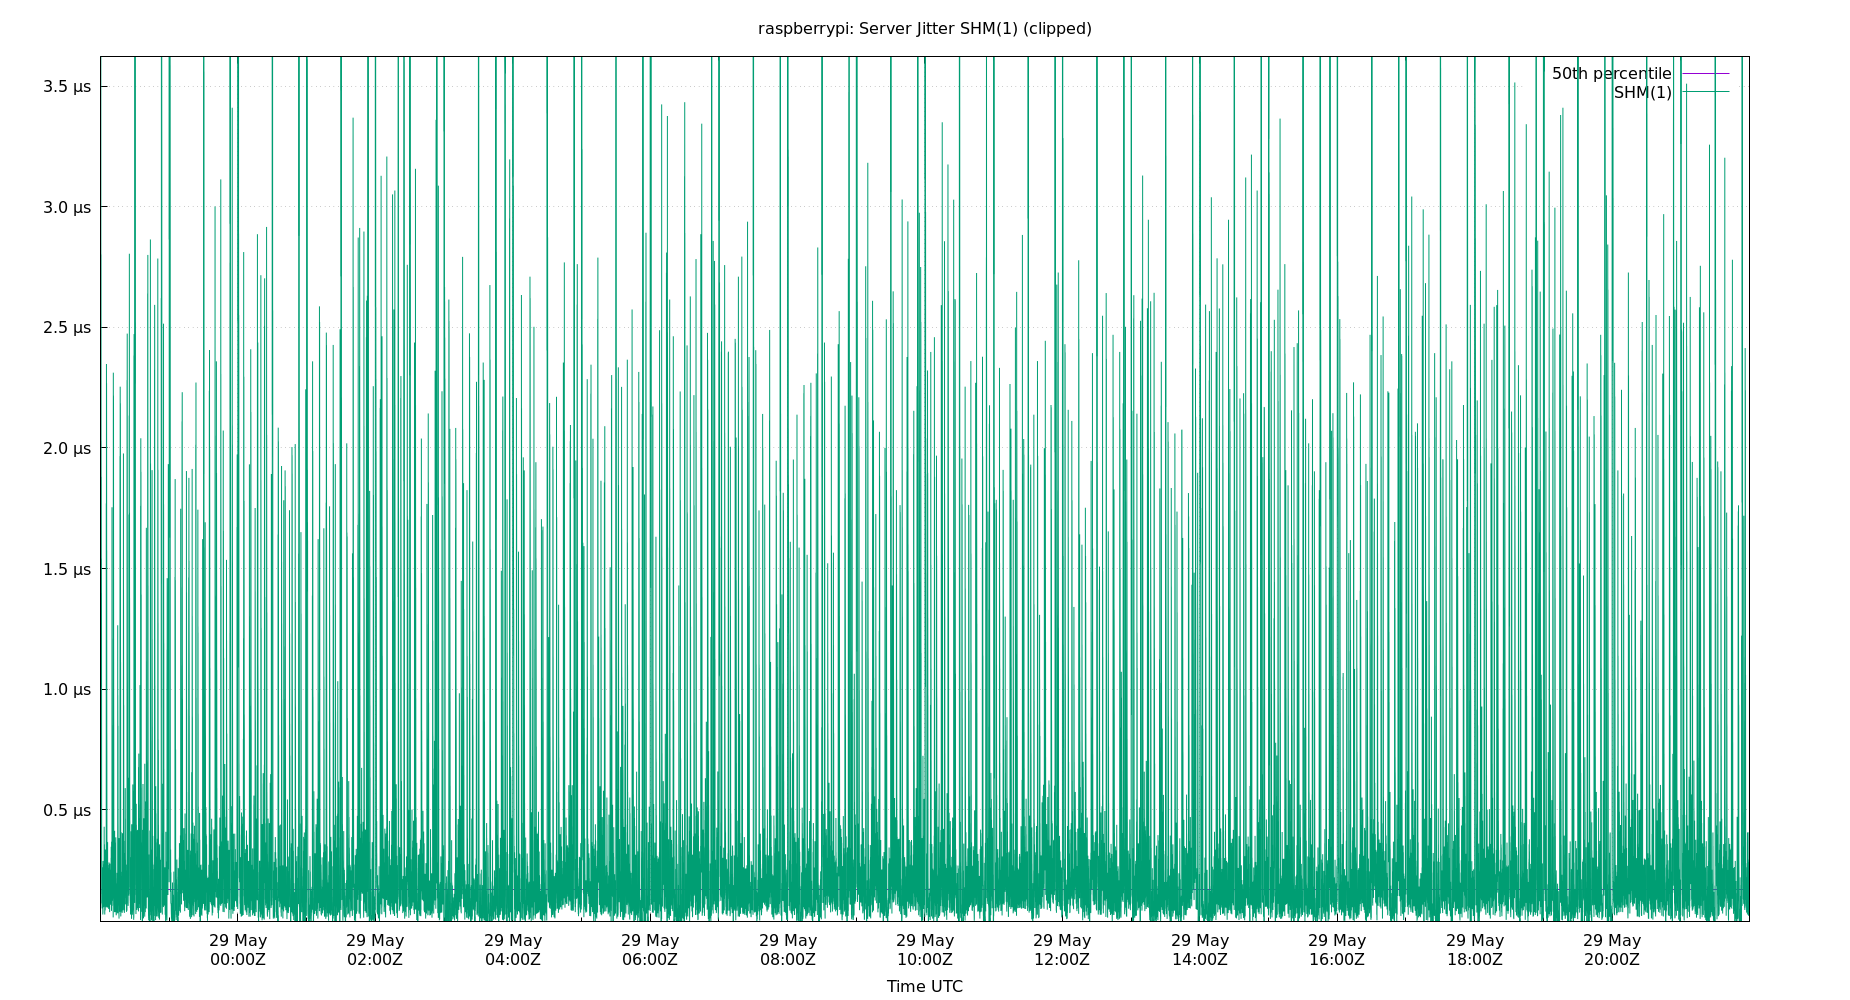 raspberrypi: Server Jitter SHM(1) (clipped)
50th percentile
SHM(1)
3.5 µs
3.0 µs
2.5 µs
2.0 µs
1.5 µs
1.0 µs
0.5 µs
29 May 29 May 29 May 29 May 29 May 29 May 29 May 29 May 29 May 29 May 29 May
00:00Z 02:00Z 04:00Z 06:00Z 08:00Z 10:00Z 12:00Z 14:00Z 16:00Z 18:00Z 20:00Z
Time UTC